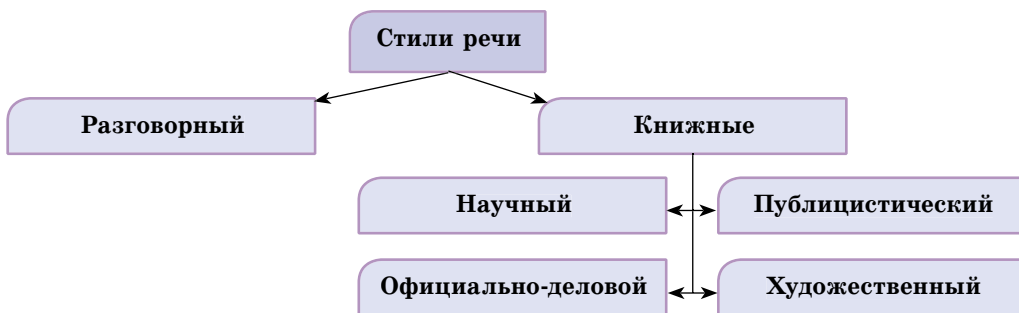 Стили речи
Разговорный
Книжные
Научный
Публицистический
Официально-деловой
Художественный